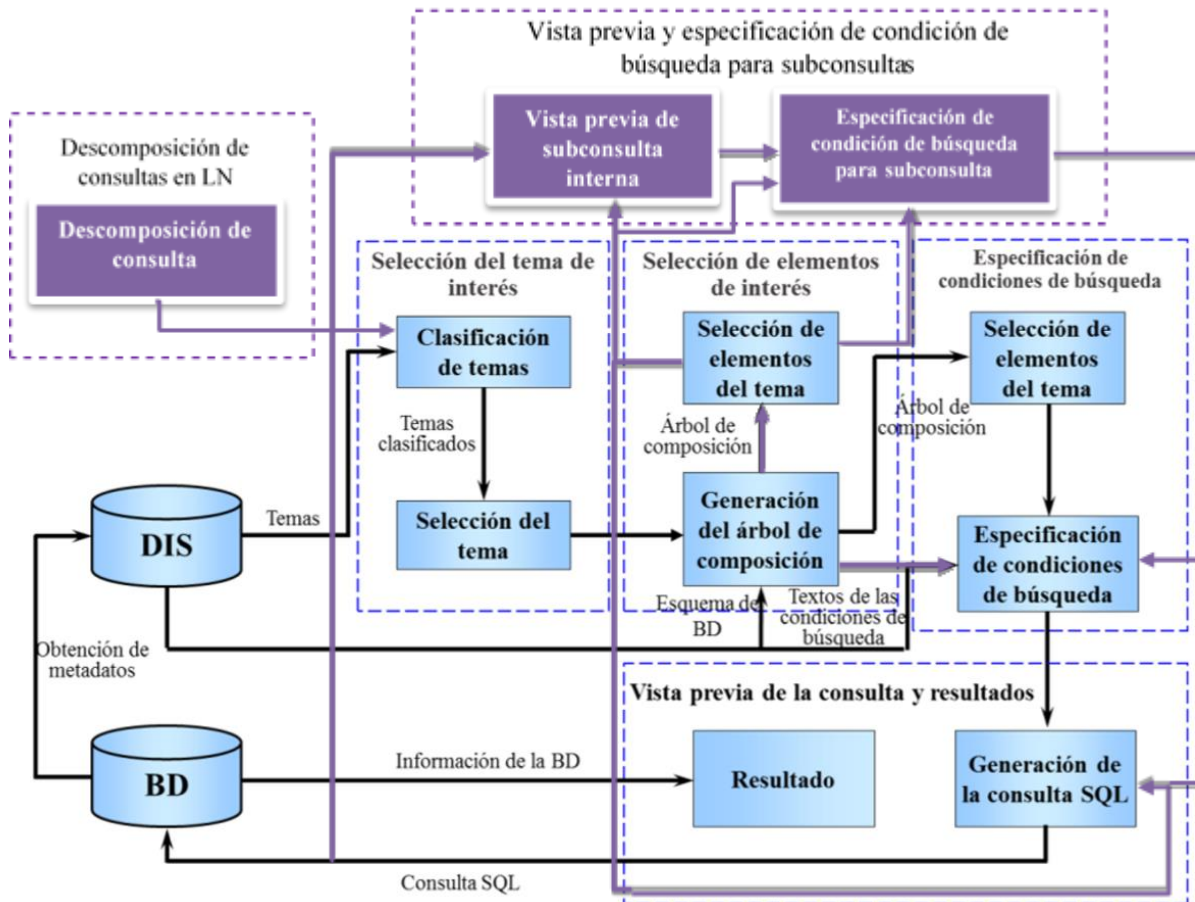 Vista previa y especificación de condición de
búsqueda para subconsultas
Vista previa de
subconsulta
interna
Especificación de
condición de búsqueda
para subconsulta
Descomposición de
consultas en LN
Descomposición de
consulta
Selección del tema de
interés
Clasificación
de temas
Temas
clasificados
Selección del
tema
Selección de elementos
de interés
Selección de
elementos
del tema
Árbol de
composición
Generación
del árbol de
composición
Especificación de
condiciones de búsqueda
Selección de
elementos
del tema
Árbol de
composición
Especificación
de condiciones
de búsqueda
DIS
Temas
Esquema de
BD
Textos de las
condiciones de
búsqueda
Obtención de
metadatos
BD
Información de la BD
Vista previa de la consulta y resultados
Resultado
Generación de
la consulta SQL
Consulta SQL